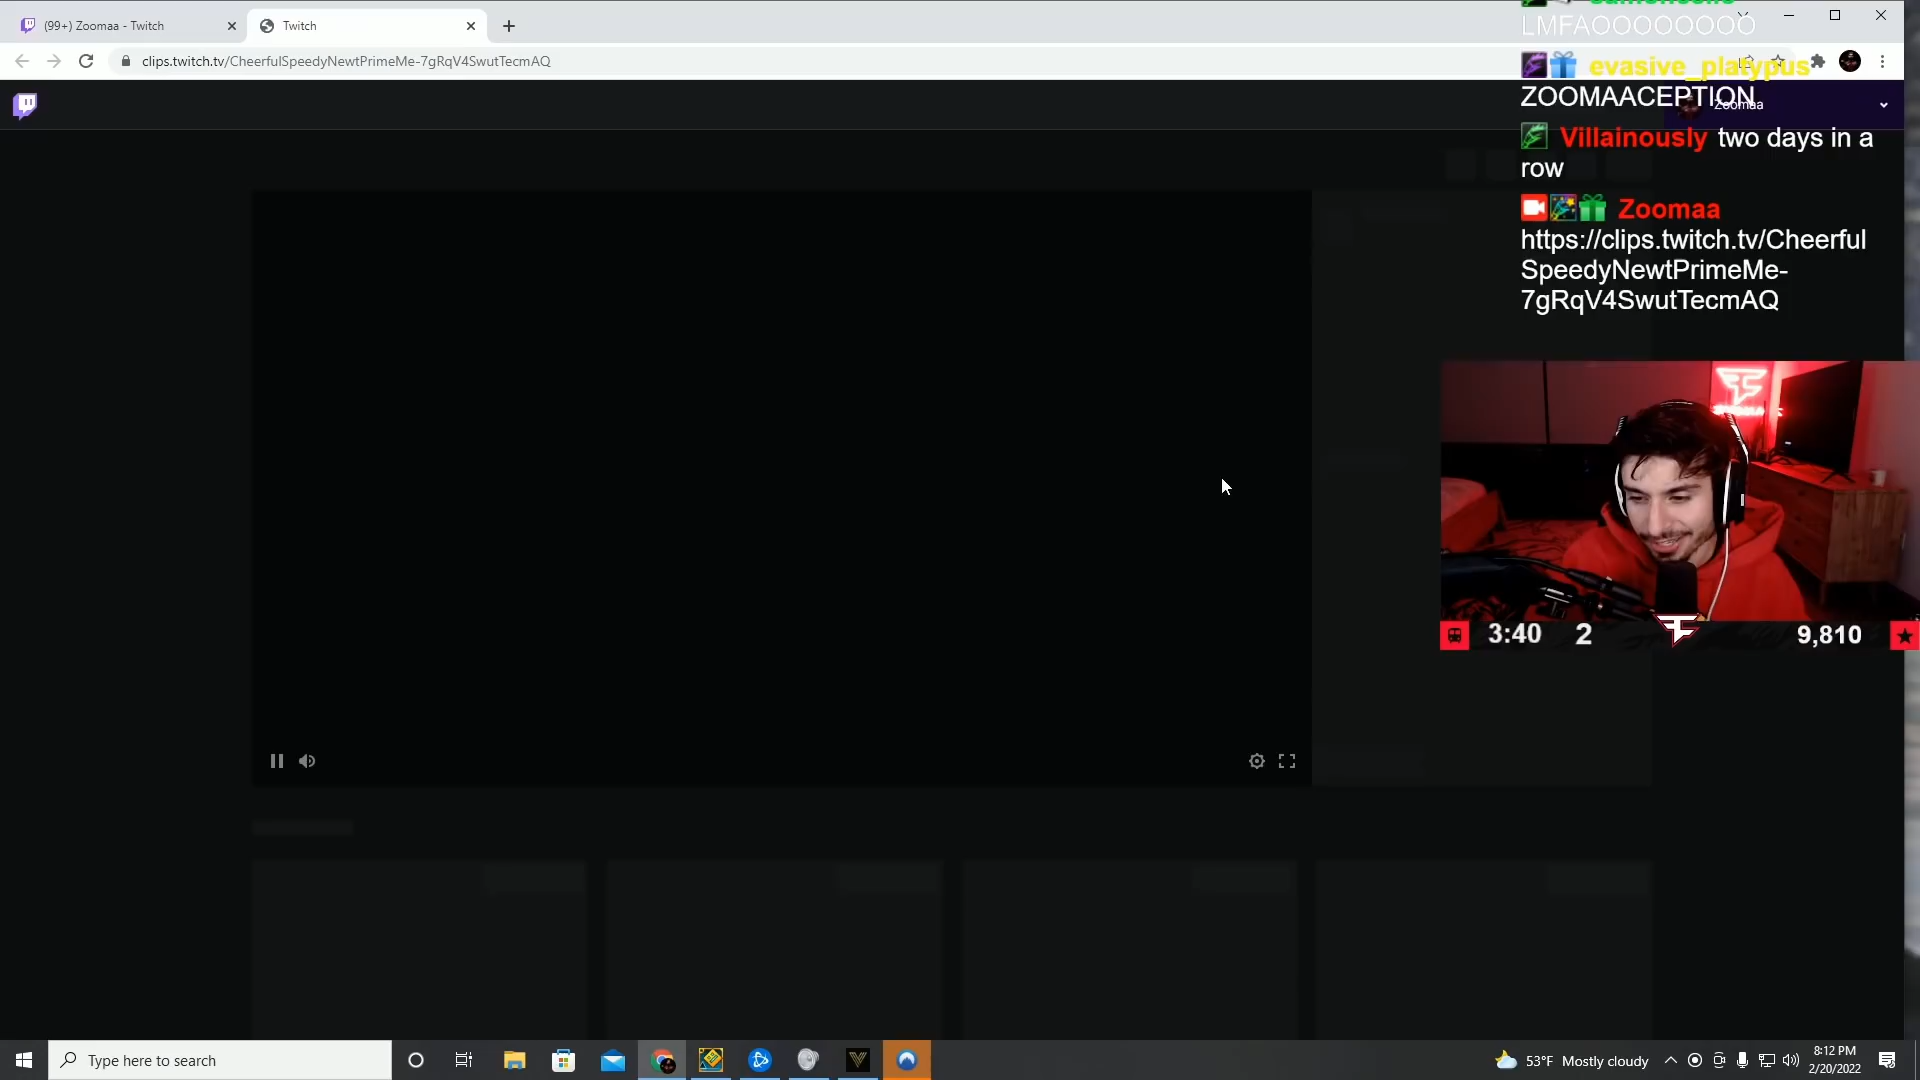 (99+) Zoomaa - Twitch
Twitch
clips.twitch.tv/CheerfulSpeedyNewtPrimeMe-7gRqV4SwutTecmAQ
LMFAOOOOOOOO
evasive_platypus
ZOOMAACEPTION
Zoomaa
Villainously two days in a
row
Zoomaa
https://clips.twitch.tv/Cheerful
SpeedyNewtPrimeMe-
7gRqV4SwutTecmAQ
3:40 2 9,810
Type here to search
53°F Mostly cloudy
8:12 PM
2/20/2022